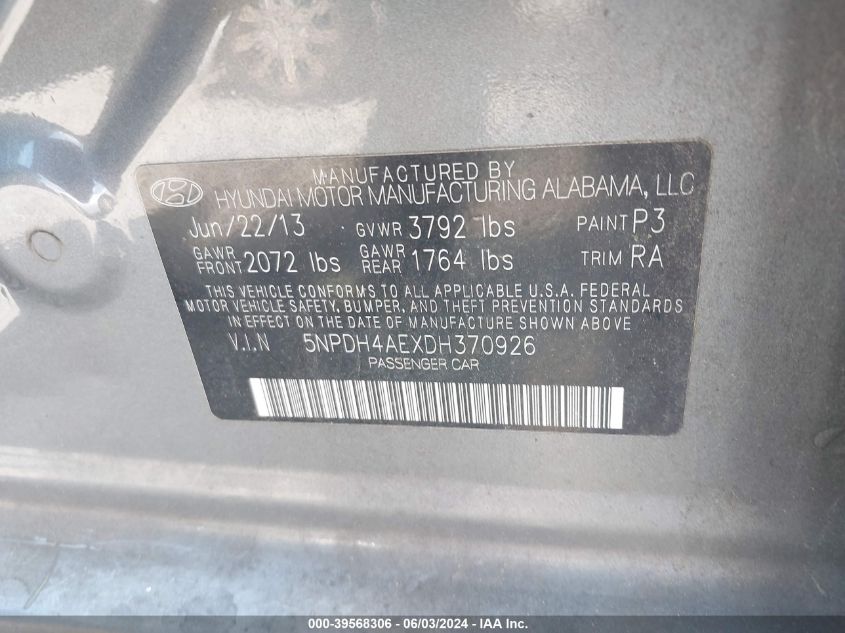 MANUFACTURED BY
HYUNDAI MOTOR MANUFACTURING ALABAMA, LLC
Jun/22/13 GVWR 3792 lbs PAINT P3
GAWR FRONT 2072 lbs GAWR REAR 1764 lbs TRIM RA
THIS VEHICLE CONFORMS TO ALL APPLICABLE U.S.A. FEDERAL
MOTOR VEHICLE SAFETY, BUMPER, AND THEFT PREVENTION STANDARDS
IN EFFECT ON THE DATE OF MANUFACTURE SHOWN ABOVE
V.I.N 5NPDH4AEXDH370926
PASSENGER CAR
000-39568306 - 06/03/2024 - IAA Inc.